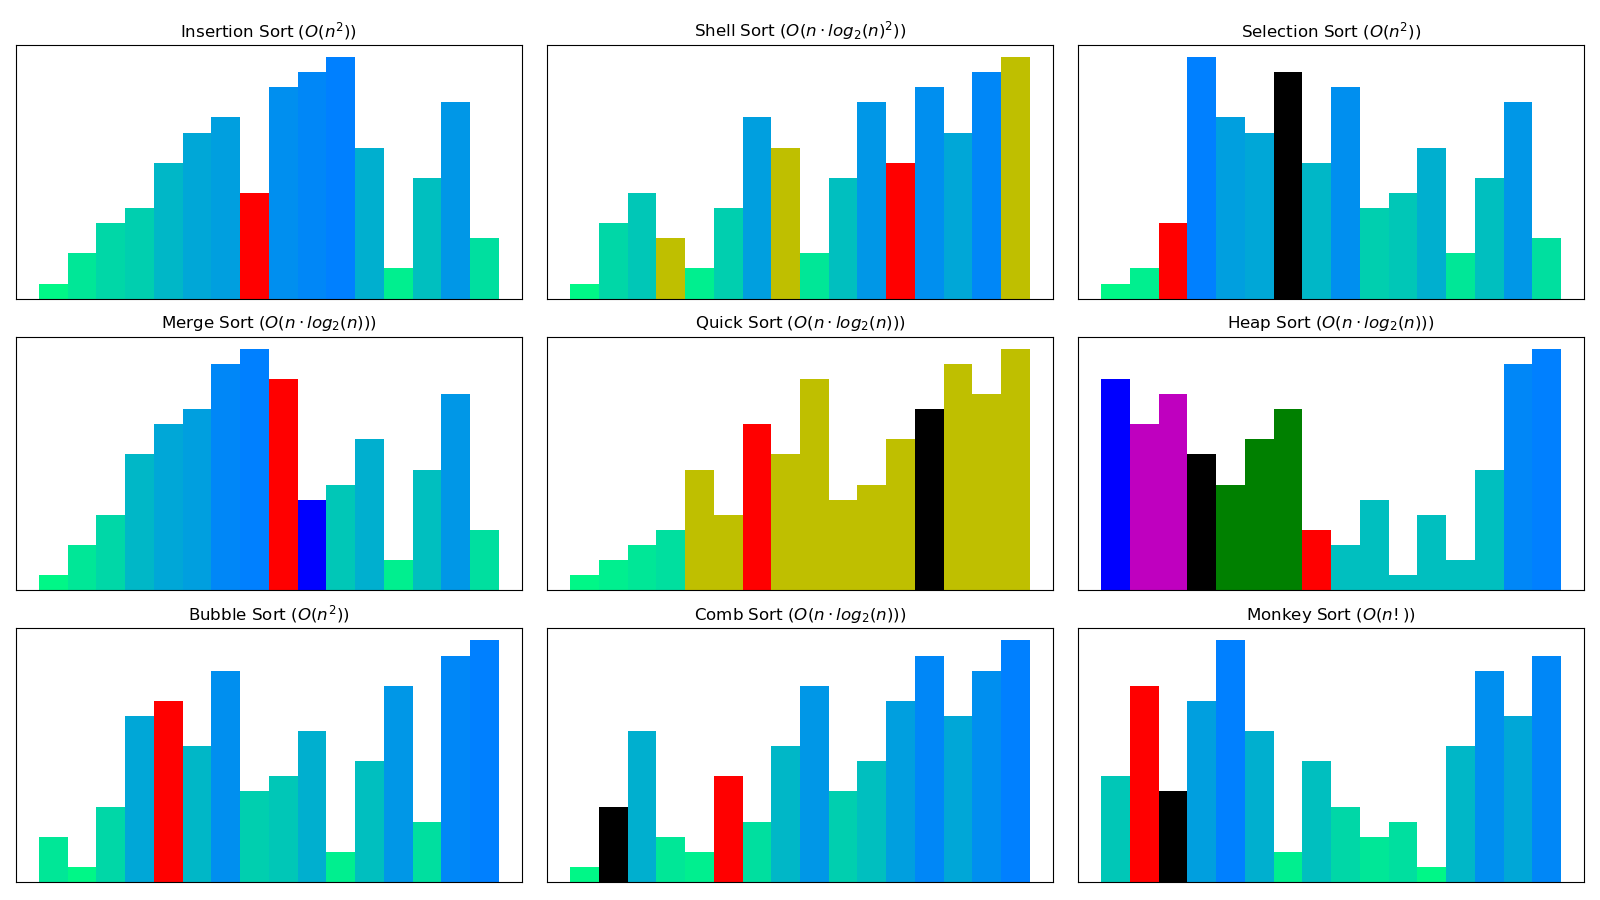 Insertion Sort (O(n²))
Shell Sort (O(n · log₂(n)²))
Selection Sort (O(n²))
Merge Sort (O(n · log₂(n)))
Quick Sort (O(n · log₂(n)))
Heap Sort (O(n · log₂(n)))
Bubble Sort (O(n²))
Comb Sort (O(n · log₂(n)))
Monkey Sort (O(n!))